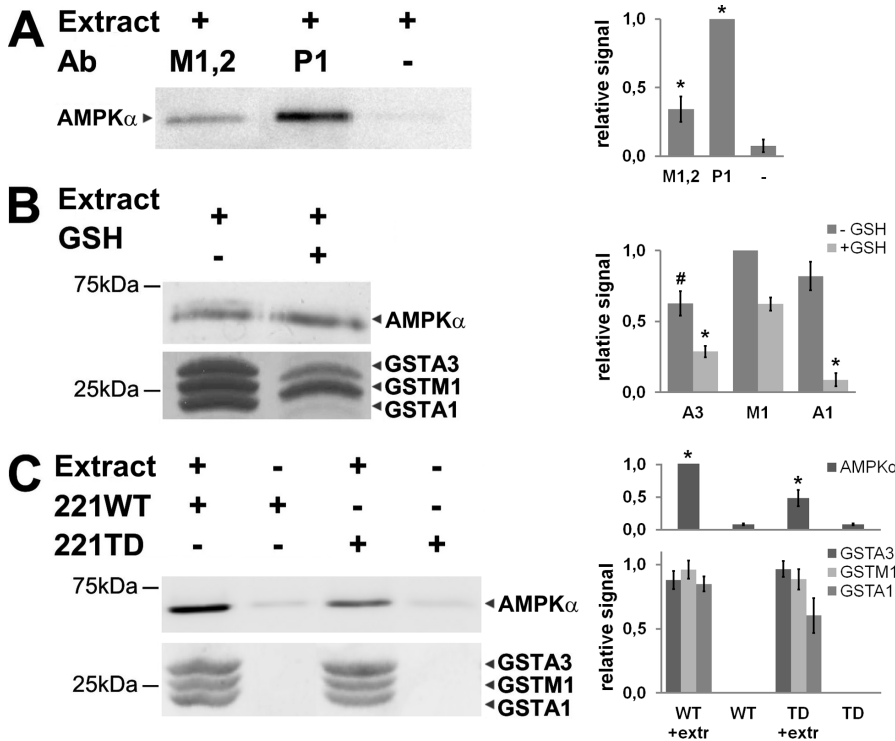 A
Extract + + +
Ab M1,2 P1 -
AMPKα
relative signal
1,0
*
0,5
*
0,0
M1,2 P1 -
B
Extract + +
GSH - +
75kDa
AMPKα
GSTA3
25kDa
GSTM1
GSTA1
- GSH
+GSH
relative signal
1,0
#
0,5
*
*
0,0
A3 M1 A1
C
Extract + - + -
221WT + + - -
221TD - - + +
75kDa
AMPKα
GSTA3
25kDa
GSTM1
GSTA1
*
1,0
AMPKα
*
0,5
0,0
relative signal
GSTA3
1,0
GSTM1
GSTA1
0,5
0,0
WT WT TD TD
+extr +extr